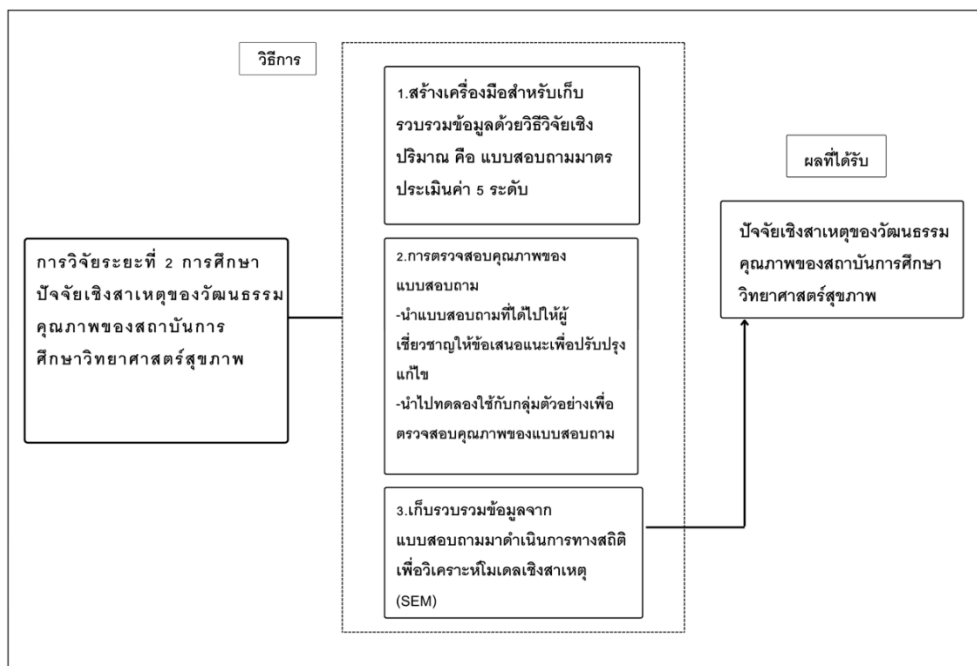 วิธีการ
1.สร้างเครื่องมือสำหรับเก็บ
รวบรวมข้อมูลด้วยวิธีวิจัยเชิง
ปริมาณ คือ แบบสอบถามมาตร
ประเมินค่า 5 ระดับ
ผลที่ได้รับ
การวิจัยระยะที่ 2 การศึกษา
ปัจจัยเชิงสาเหตุของวัฒนธรรม
คุณภาพของสถาบันการ
ศึกษาวิทยาศาสตร์สุขภาพ
2.การตรวจสอบคุณภาพของ
แบบสอบถาม
-นำแบบสอบถามที่ได้ไปให้ผู้
เชี่ยวชาญให้ข้อเสนอแนะเพื่อปรับปรุง
แก้ไข
-นำไปทดลองใช้กับกลุ่มตัวอย่างเพื่อ
ตรวจสอบคุณภาพของแบบสอบถาม
3.เก็บรวบรวมข้อมูลจาก
แบบสอบถามมาดำเนินการทางสถิติ
เพื่อวิเคราะห์โมเดลเชิงสาเหตุ
(SEM)
ปัจจัยเชิงสาเหตุของวัฒนธรรม
คุณภาพของสถาบันการศึกษา
วิทยาศาสตร์สุขภาพ